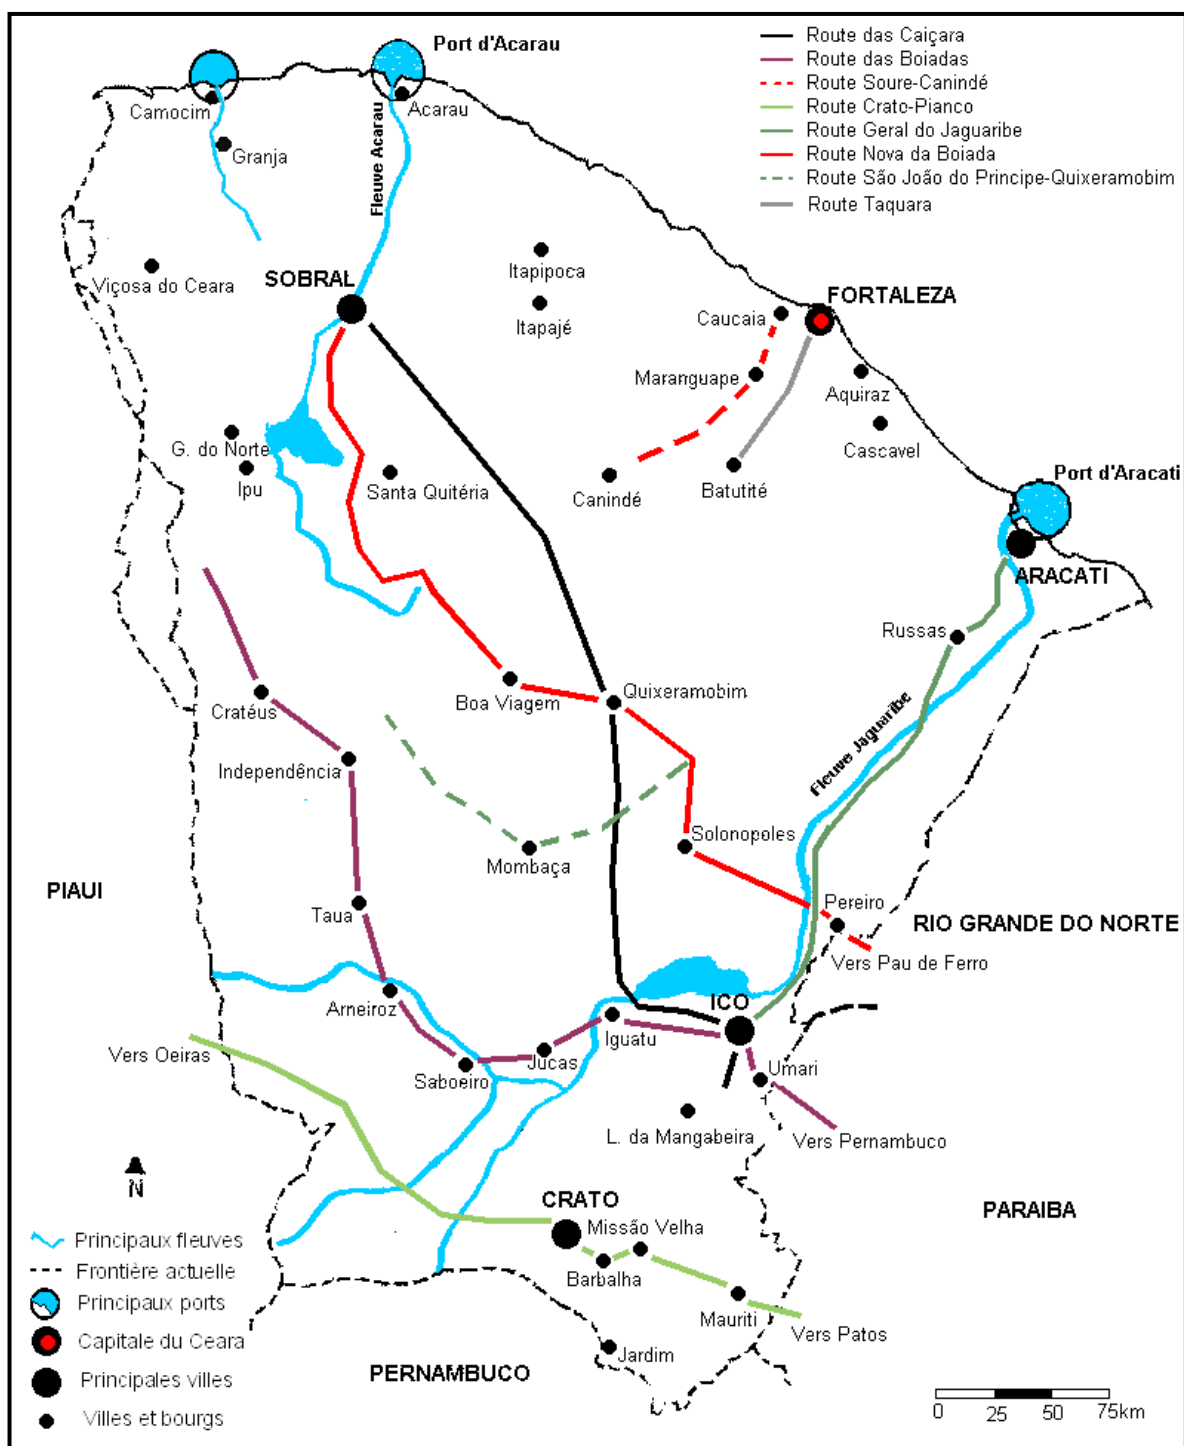 Port d'Acarau
Route das Caiçara
Route das Boiadas
Route Soure-Canindé
Route Crato-Pianco
Route Geral do Jaguaribe
Route Nova da Boiada
Route São João do Principe-Quixeramobim
Route Taquara
Camocim
Acarau
Granja
Fleuve Acarau
Viçosa do Ceara
SOBRAL
Itapipoca
Itapajé
Caucaia
FORTALEZA
Maranguape
Aquiraz
Cascavel
G. do Norte
Ipu
Santa Quitéria
Canindé
Batutité
Port d'Aracati
ARACATI
Russas
Cratéus
Boa Viagem
Quixeramobim
Fleuve Jaguaribe
Independência
Mombaça
Solonopoles
PIAUI
Taua
Pereiro
RIO GRANDE DO NORTE
Vers Pau de Ferro
Arneiroz
ICO
Iguatu
Vers Oeiras
Saboeiro
Jucas
Umari
L. da Mangabeira
Vers Pernambuco
N
CRATO
Missão Velha
PARAIBA
Barbalha
Mauriti
Vers Patos
Jardim
PERNAMBUCO
Principaux fleuves
Frontière actuelle
Principaux ports
Capitale du Ceara
Principales villes
Villes et bourgs
0 25 50 75km